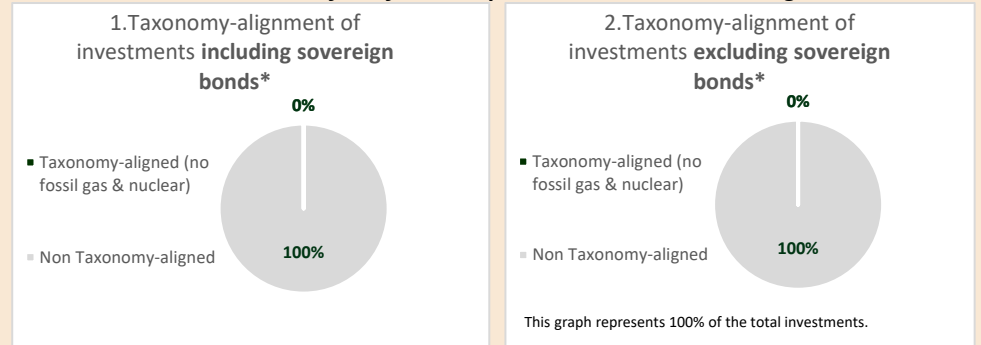 1.Taxonomy-alignment of
investments including sovereign
bonds*
0%
Taxonomy-aligned (no
fossil gas & nuclear)
100%
Non Taxonomy-aligned
2.Taxonomy-alignment of
investments excluding sovereign
bonds*
0%
Taxonomy-aligned (no
fossil gas & nuclear)
100%
Non Taxonomy-aligned
This graph represents 100% of the total investments.